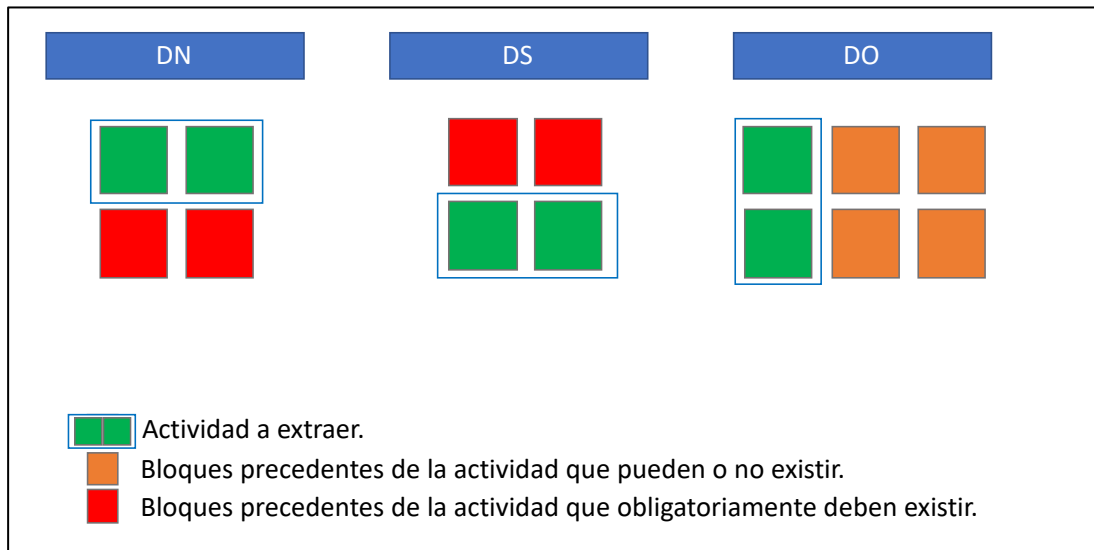 DN
DS
DO
Actividad a extraer.
Bloques precedentes de la actividad que pueden o no existir.
Bloques precedentes de la actividad que obligatoriamente deben existir.